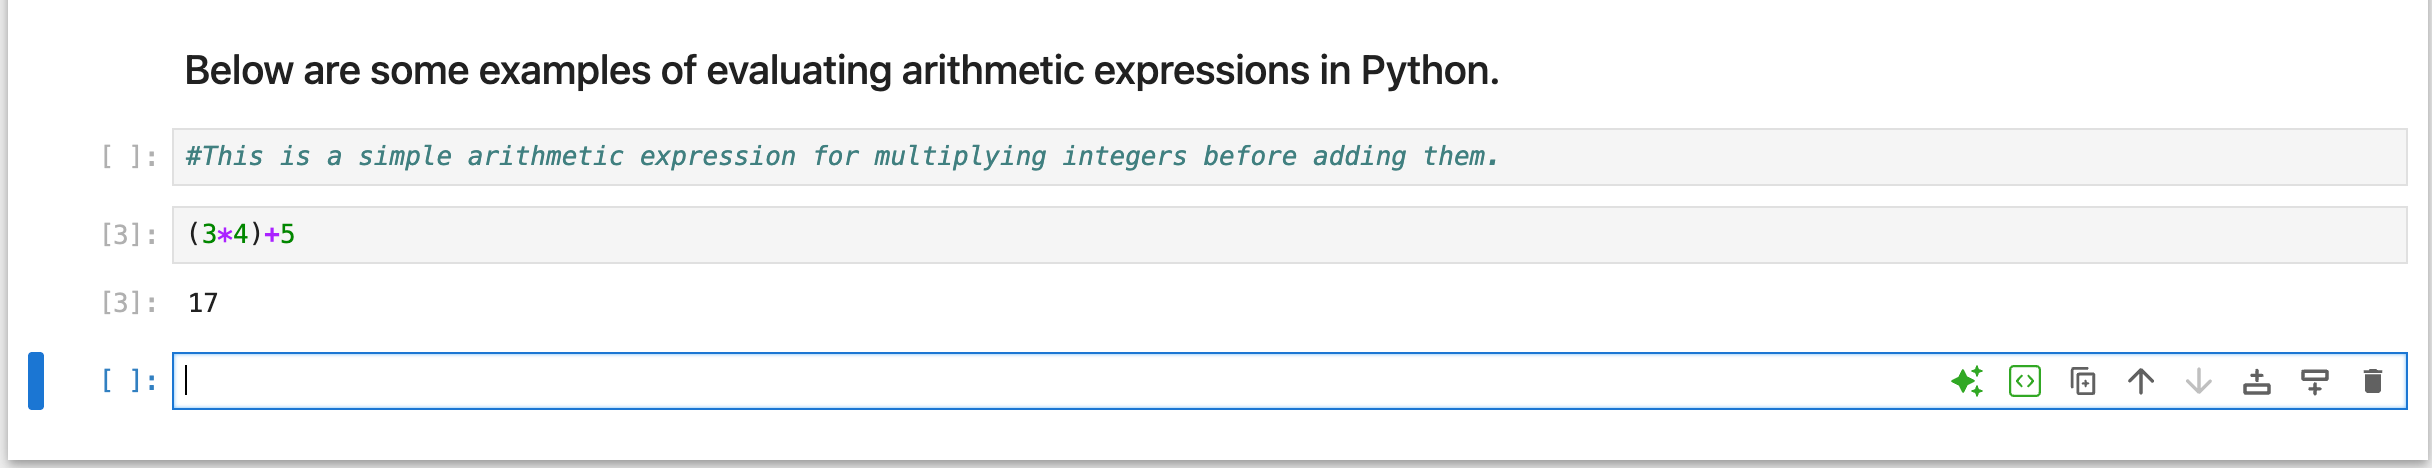 Below are some examples of evaluating arithmetic expressions in Python.
[ ]: #This is a simple arithmetic expression for multiplying integers before adding them.
[3]: (3*4)+5
[3]: 17
[ ]: